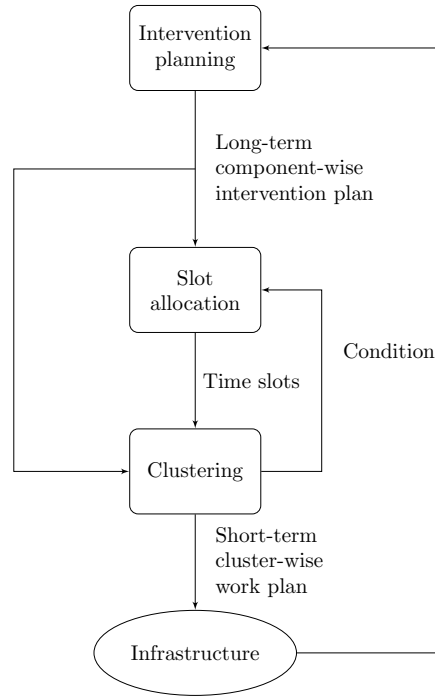 Intervention
planning
Long-term
component-wise
intervention plan
Slot
allocation
Condition
Time slots
Clustering
Short-term
cluster-wise
work plan
Infrastructure